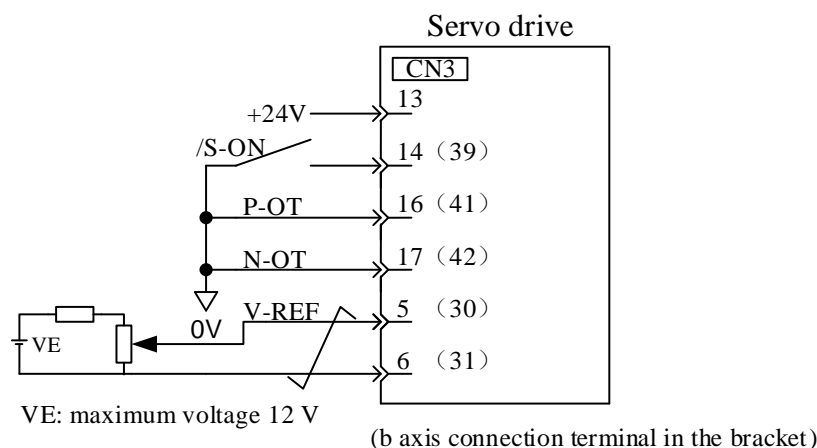 Servo drive
CN3
+24V 13
/S-ON 14（39）
P-OT 16（41）
N-OT 17（42）
V-REF 5（30）
0V
VE
6（31）
VE: maximum voltage 12 V
(b axis connection terminal in the bracket)